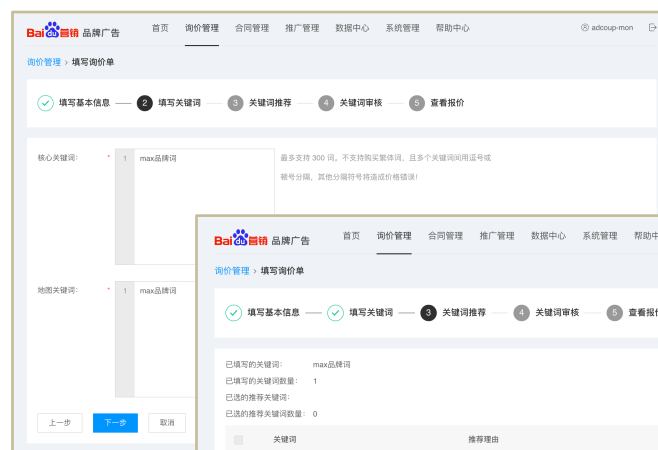 Bai du 营销 品牌广告 首页 询价管理 合同管理 推广管理 数据中心 系统管理 帮助中心 adcoup-mon
询价管理 › 填写询价单
填写基本信息 2 填写关键词 3 关键词推荐 4 关键词审核 5 查看报价
核心关键词: * 1 max品牌词 最多支持 300 词。不支持购买繁体词，且多个关键词间用逗号或
顿号分隔，其他分隔符号将造成价格错误!
地图关键词: * 1 max品牌词
上一步 下一步 取消
Bai du 营销 品牌广告 首页 询价管理 合同管理 推广管理 数据中心 系统管理 帮助中
询价管理 › 填写询价单
填写基本信息 填写关键词 3 关键词推荐 4 关键词审核 5 查看报价
已填写的关键词: max品牌词
已填写的关键词数量: 1
已选的推荐关键词:
已选的推荐关键词数量: 0
关键词 推荐理由